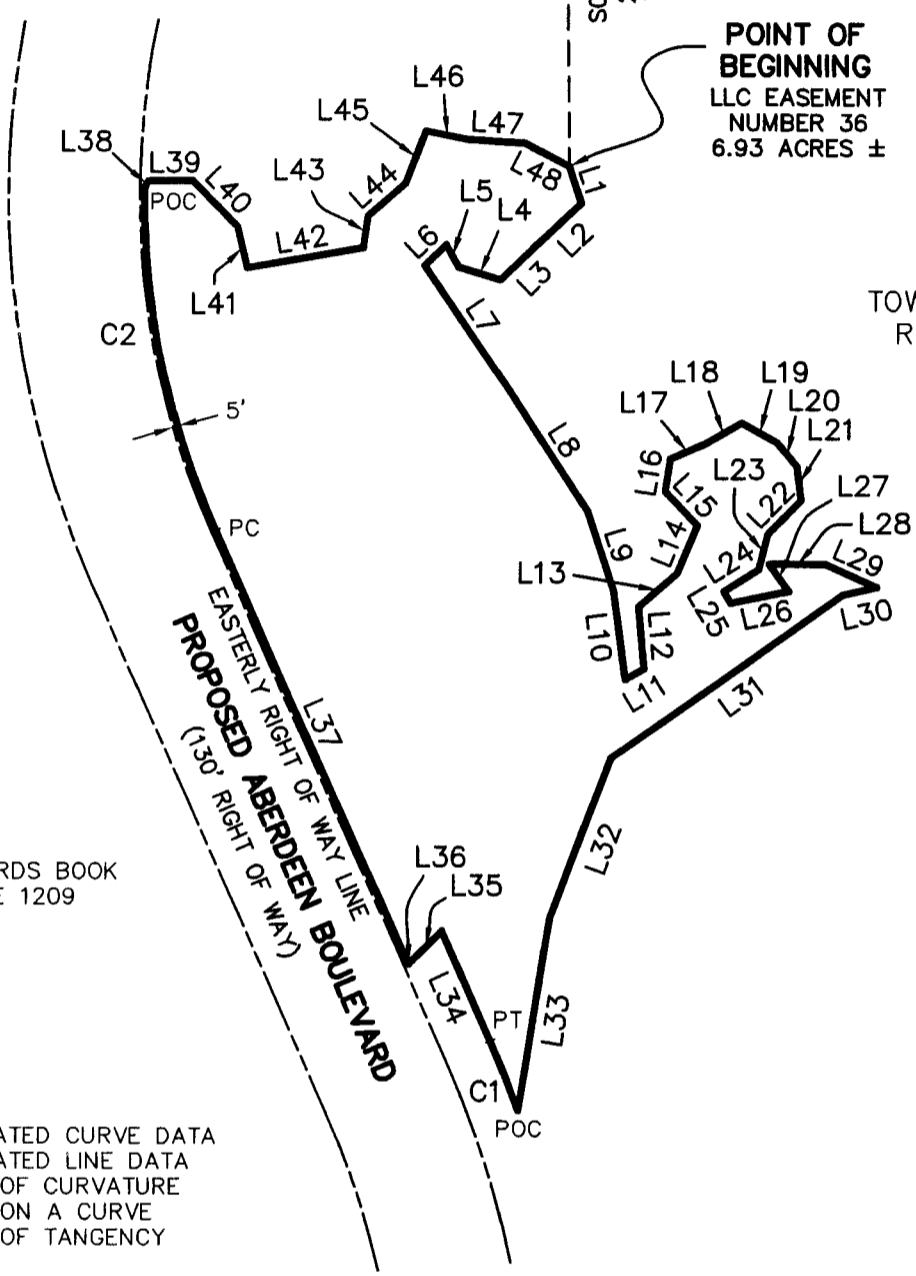 POINT OF
BEGINNING
LLC EASEMENT
NUMBER 36
6.93 ACRES ±
L46
L45
L47
L48
L1
L38
L39
POC
L40
L43
L44
L5
L4
L2
L3
L6
L42
L41
L7
C2
5'
L8
L18
L19
L17
L20
L21
L16
L23
L15
L22
L27
L28
PC
L9
L14
L13
L24
L29
L25
L26
L30
L10
L12
L11
L31
EASTERLY RIGHT OF WAY LINE
PROPOSED ABERDEEN BOULEVARD
(130' RIGHT OF WAY)
L37
L32
L36
L35
L34
L33
PT
C1
POC
RDS BOOK
1209
ATED CURVE DATA
ATED LINE DATA
OF CURVATURE
ON A CURVE
OF TANGENCY